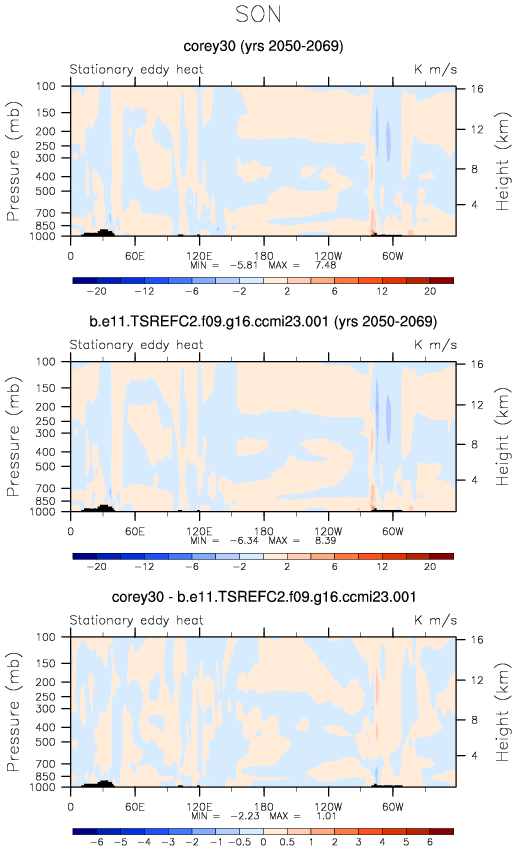 SON
corey30 (yrs 2050-2069)
Stationary eddy heat K m/s
Pressure (mb)
100
150
200
250
300
400
500
700
850
1000
16
12
8
4
Height (km)
0 60E 120E 180 120W 60W
MIN = -5.81 MAX = 7.48
-20 -12 -6 -2 2 6 12 20
b.e11.TSREFC2.f09.g16.ccmi23.001 (yrs 2050-2069)
Stationary eddy heat K m/s
Pressure (mb)
100
150
200
250
300
400
500
700
850
1000
16
12
8
4
Height (km)
0 60E 120E 180 120W 60W
MIN = -6.34 MAX = 8.39
-20 -12 -6 -2 2 6 12 20
corey30 - b.e11.TSREFC2.f09.g16.ccmi23.001
Stationary eddy heat K m/s
Pressure (mb)
100
150
200
250
300
400
500
700
850
1000
16
12
8
4
Height (km)
0 60E 120E 180 120W 60W
MIN = -2.23 MAX = 1.01
-6 -5 -4 -3 -2 -1 -0.5 0 0.5 1 2 3 4 5 6